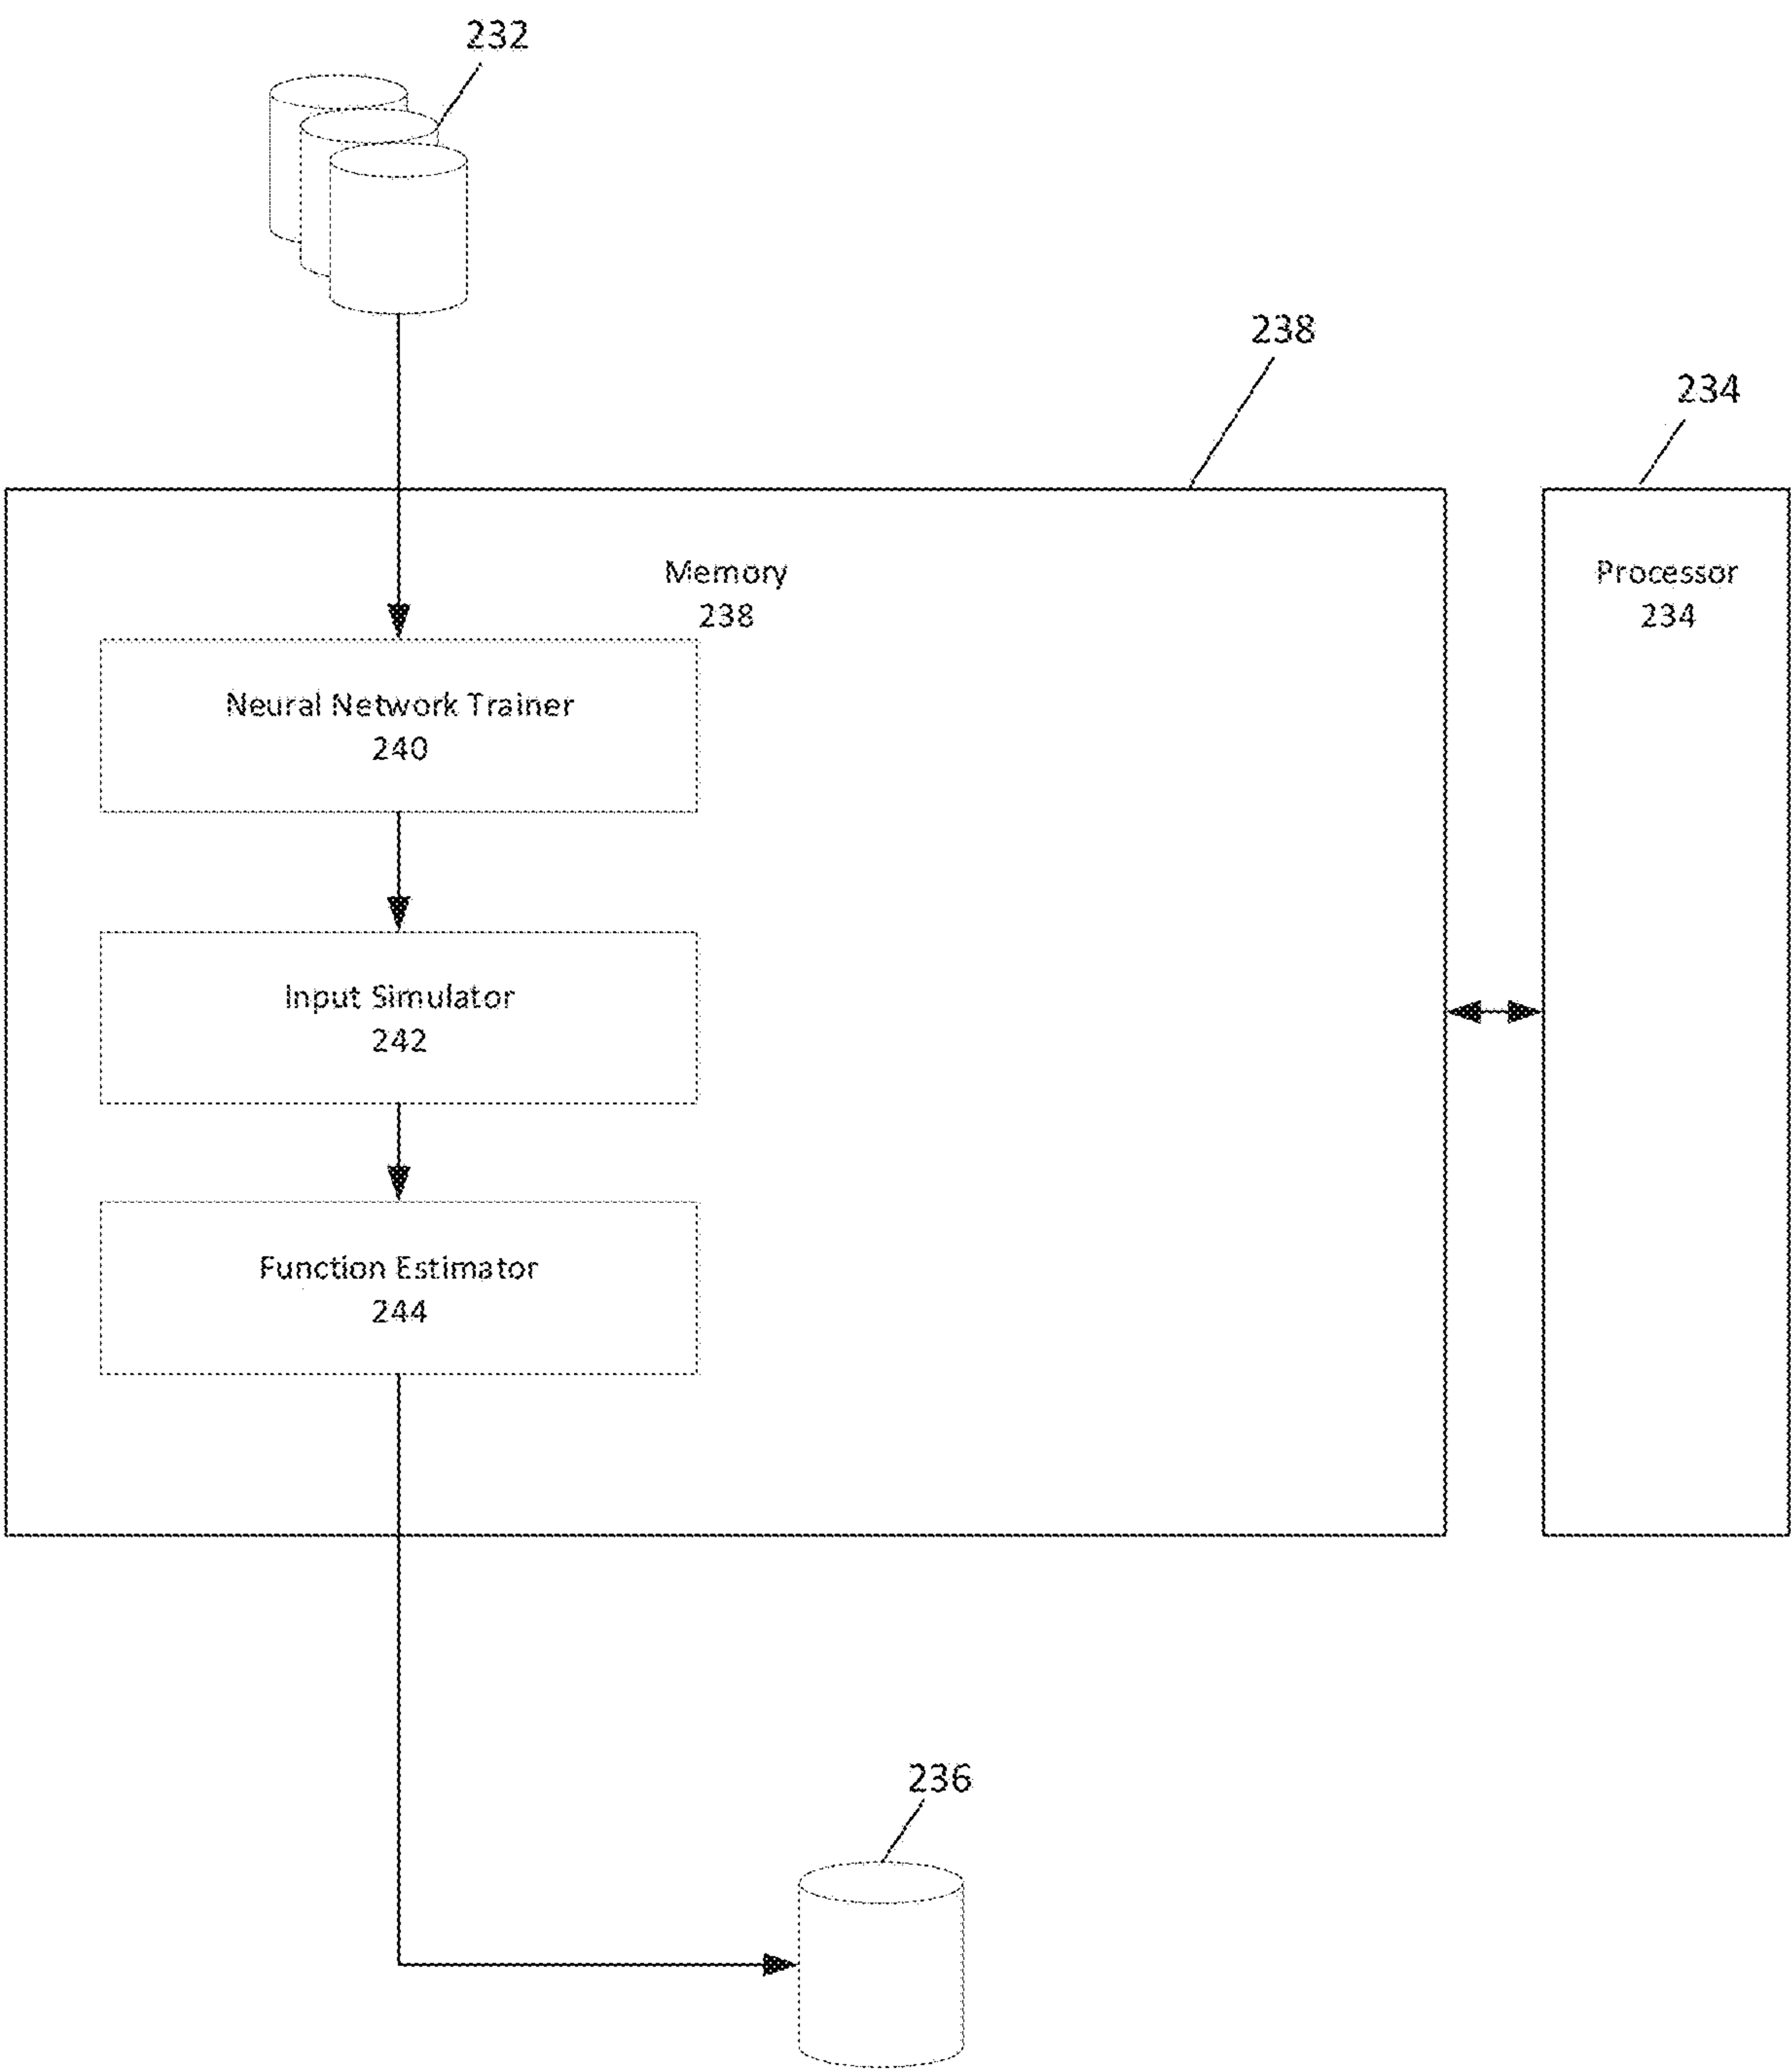 232
238
234
Memory
238
Processor
234
Neural Network Trainer
240
Input Simulator
242
Function Estimator
244
236